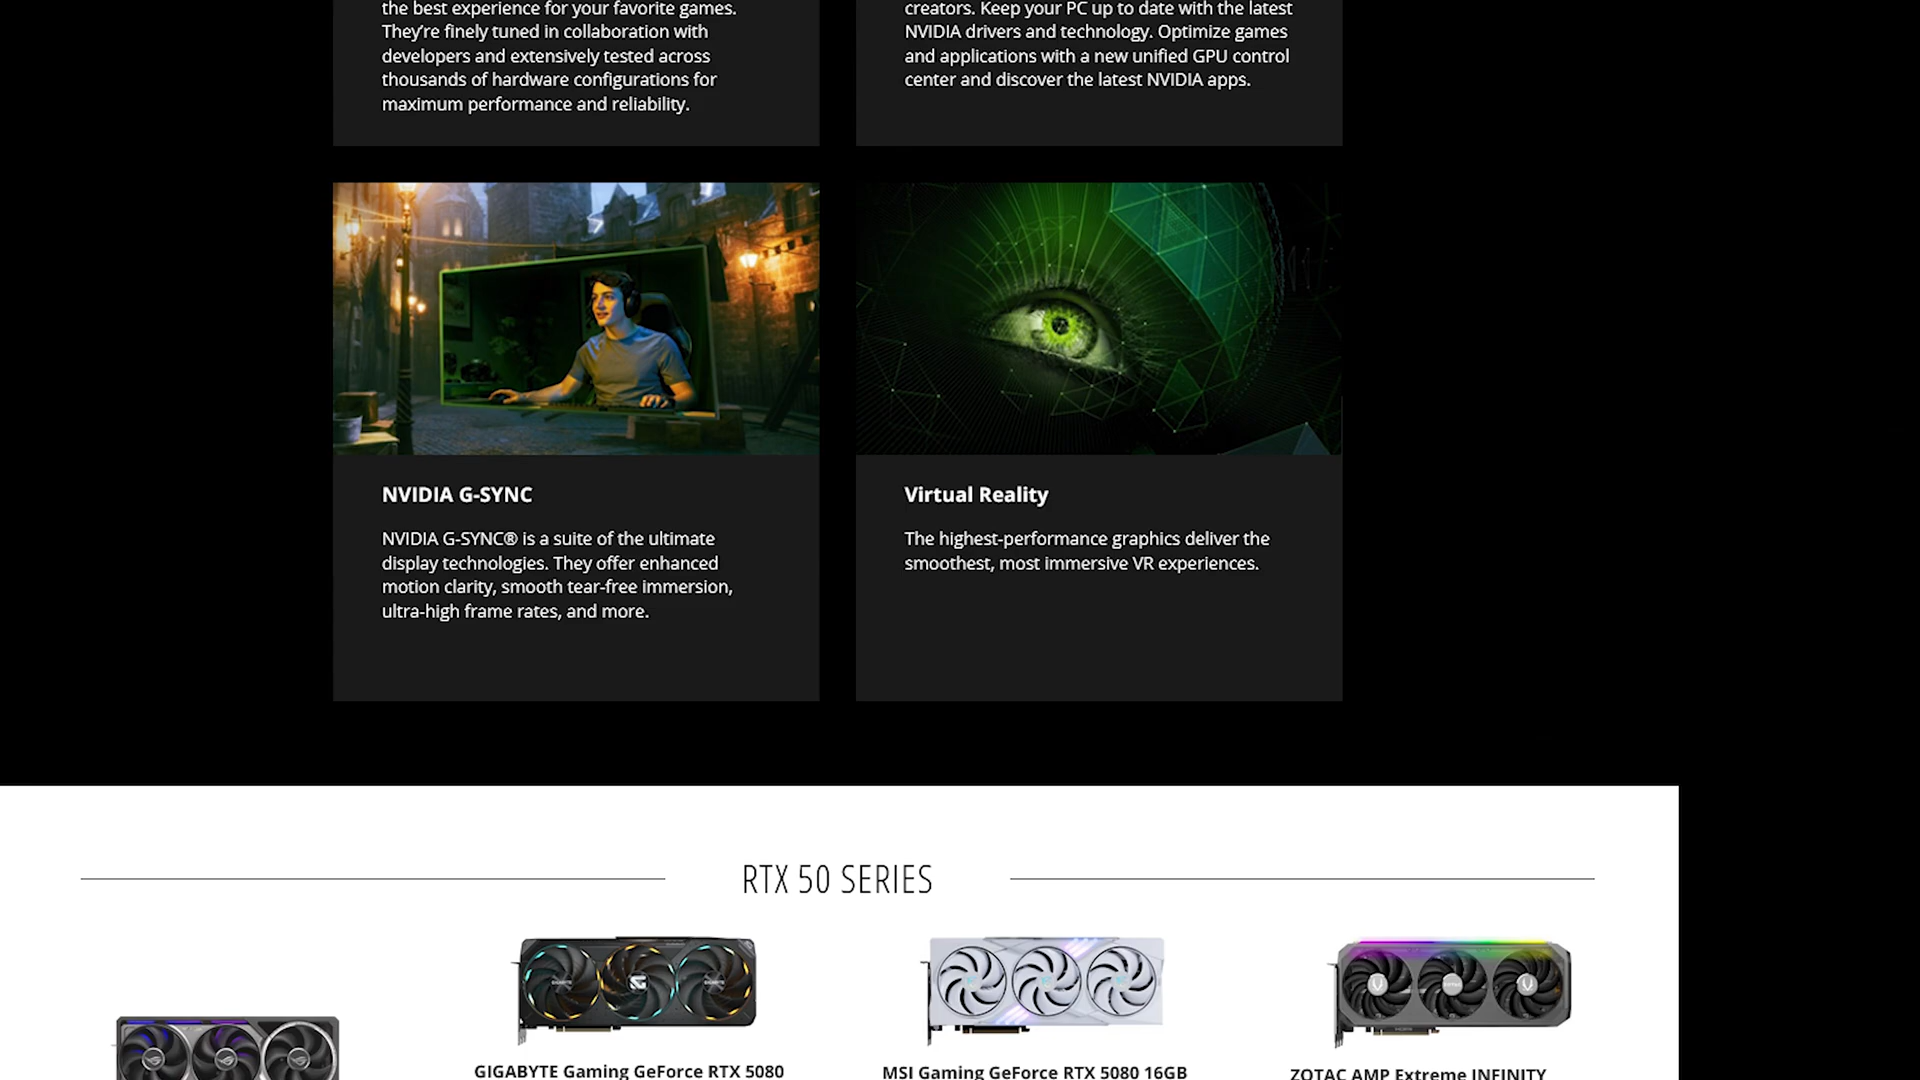 the best experience for your favorite games.
They’re finely tuned in collaboration with
developers and extensively tested across
thousands of hardware configurations for
maximum performance and reliability.
creators. Keep your PC up to date with the latest
NVIDIA drivers and technology. Optimize games
and applications with a new unified GPU control
center and discover the latest NVIDIA apps.
NVIDIA G-SYNC
NVIDIA G-SYNC® is a suite of the ultimate
display technologies. They offer enhanced
motion clarity, smooth tear-free immersion,
ultra-high frame rates, and more.
Virtual Reality
The highest-performance graphics deliver the
smoothest, most immersive VR experiences.
RTX 50 SERIES
GIGABYTE Gaming GeForce RTX 5080
MSI Gaming GeForce RTX 5080 16GB
ZOTAC AMP Extreme INFINITY